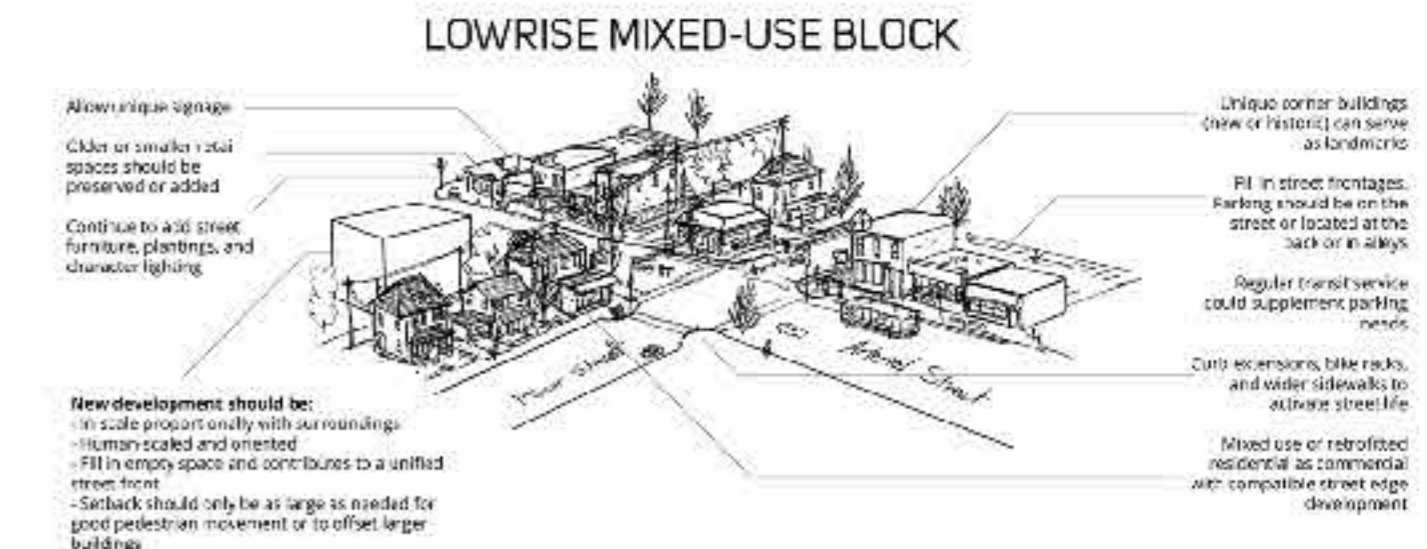 LOWRISE MIXED-USE BLOCK
Allow unique signage
Older or smaller retail
spaces should be
preserved or added
Continue to add street
furniture, plantings, and
character lighting
New development should be:
- In scale proportionally with surroundings
- Human-scaled and oriented
- Fill in empty space and contributes to a unified
street front
- Setback should only be as large as needed for
good pedestrian movement or to offset larger
buildings
Unique corner buildings
(new or historic) can serve
as landmarks
Fill in street frontages.
Parking should be on the
street or located at the
back or in alleys
Regular transit service
could supplement parking
needs
Curb extensions, bike racks,
and wider sidewalks to
activate street life
Mixed use or retrofitted
residential as commercial
with compatible street edge
development
Street
Arterial Street